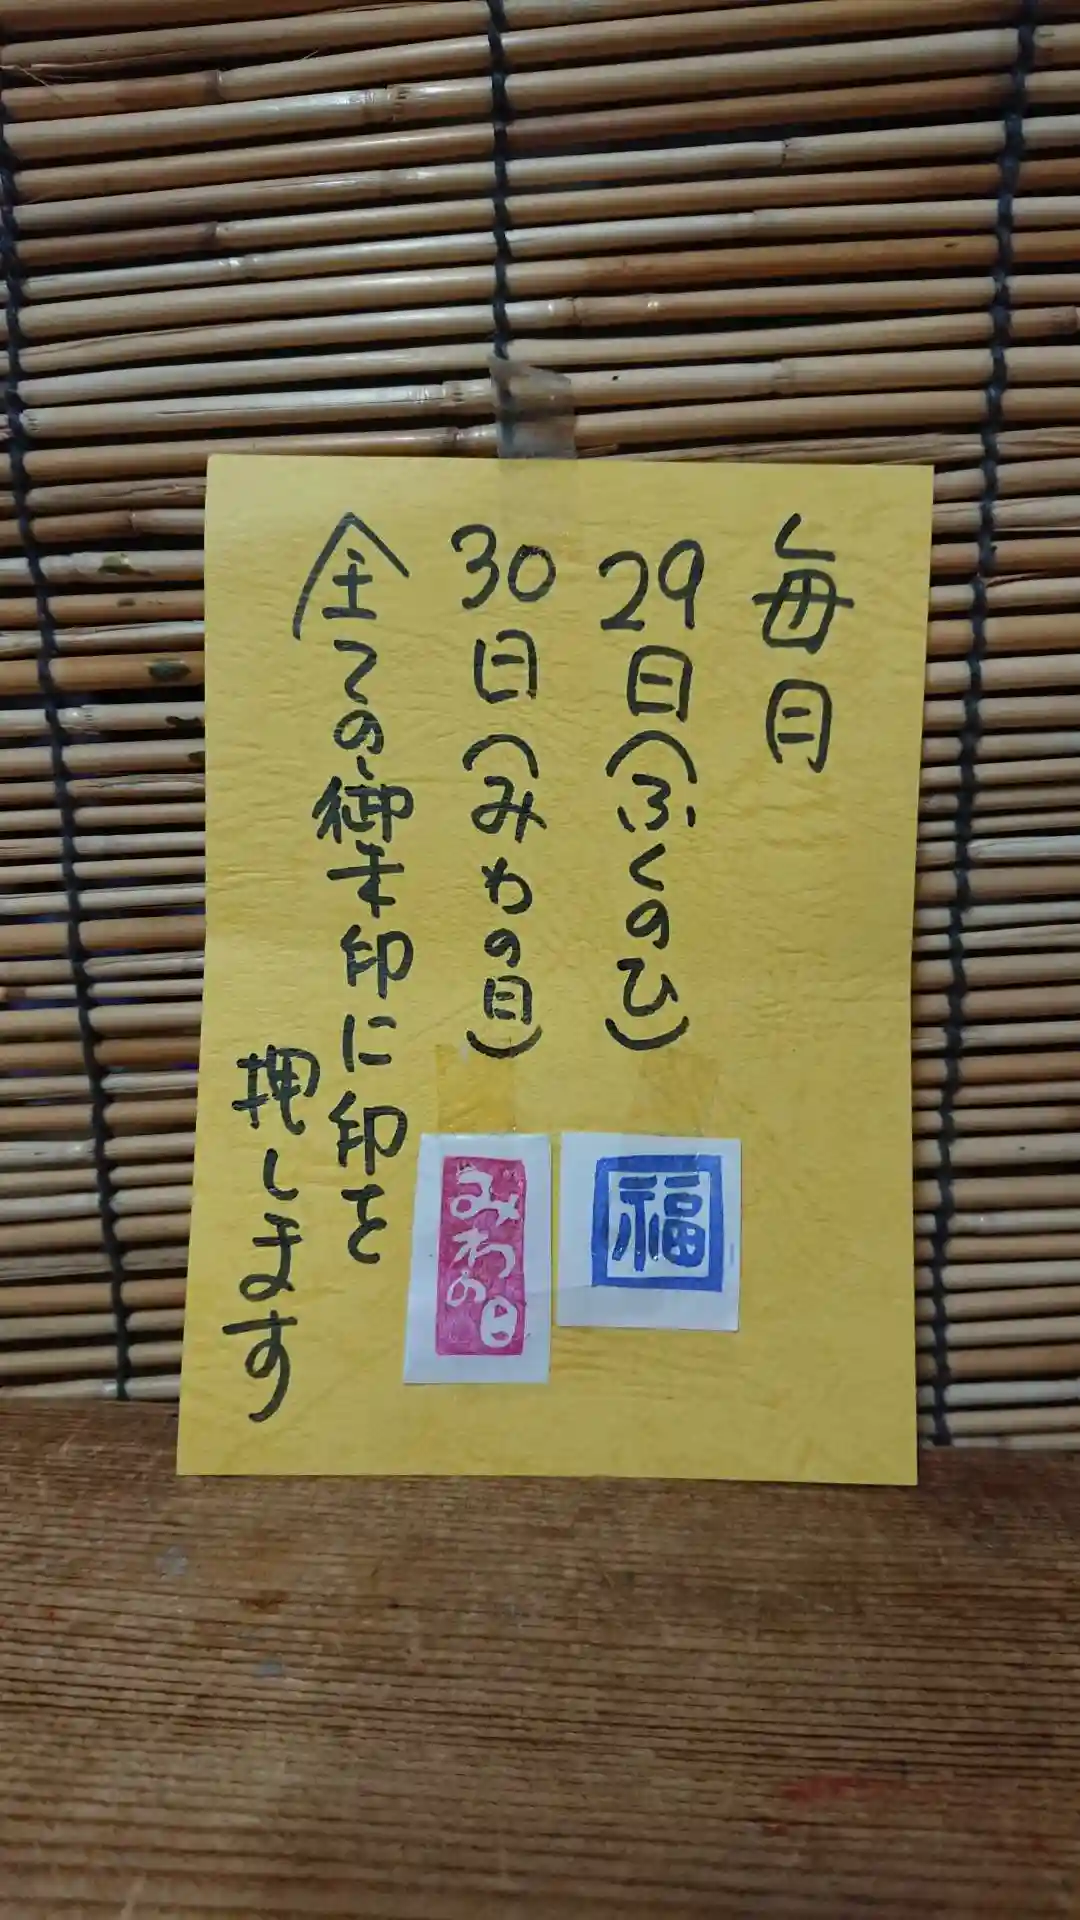 毎月
29日(ふくのひ)
福
30日(みわの日)
みわの日
全ての御朱印に印を
押します